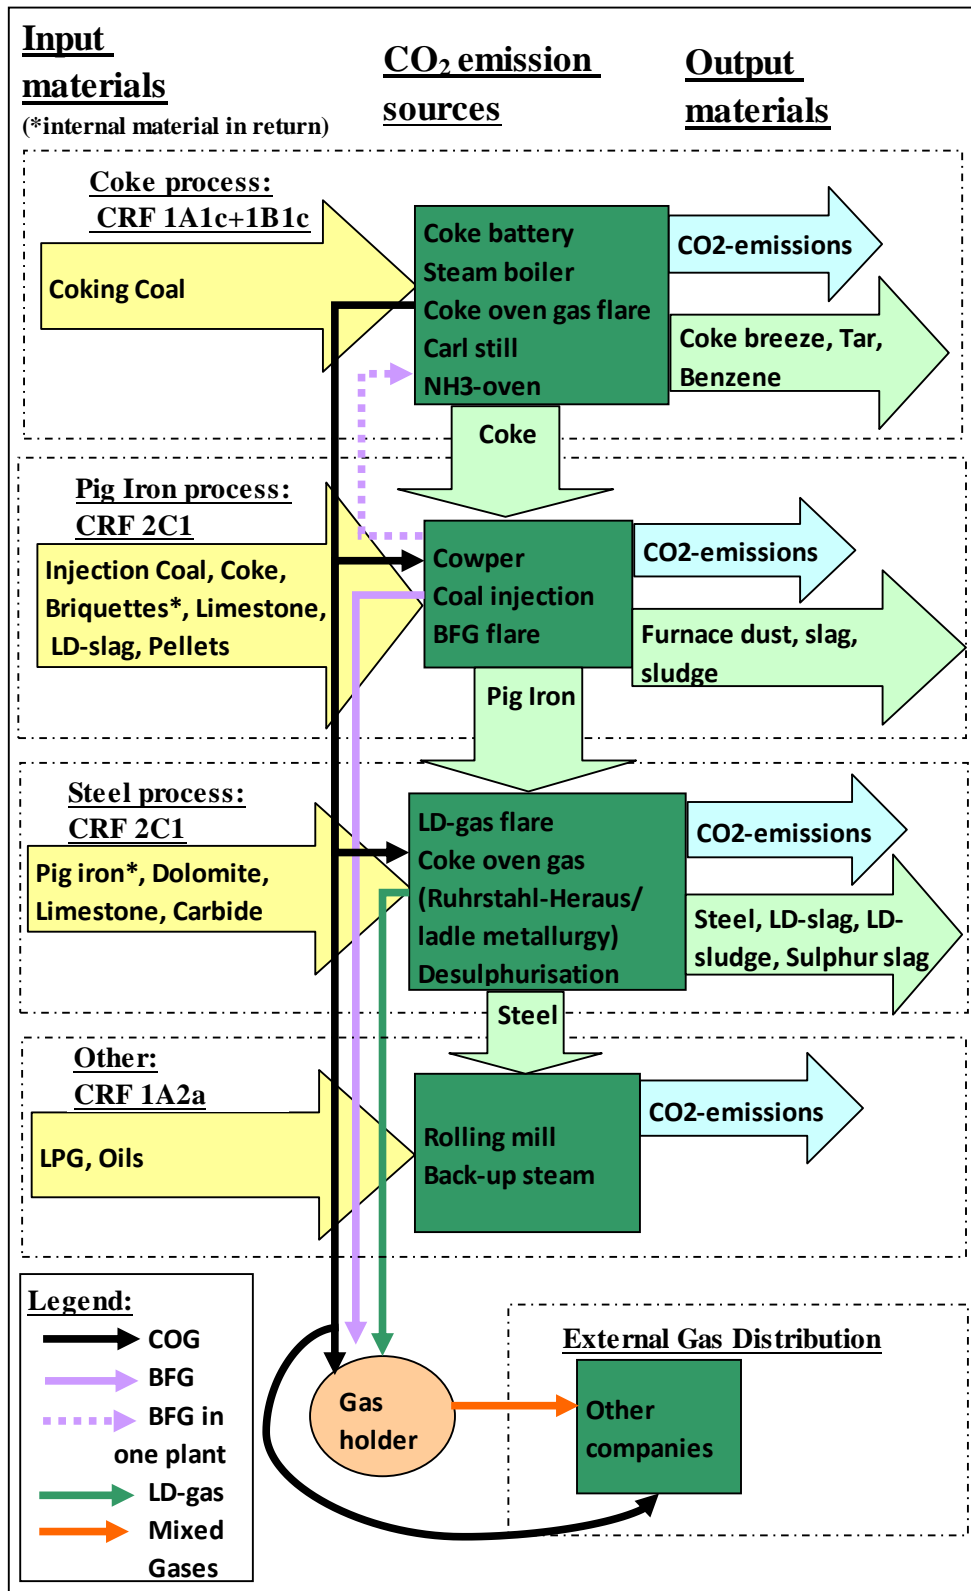 Input
materials
(*internal material in return)
CO2 emission
sources
Output
materials
Coke process:
CRF 1A1c+1B1c
Coking Coal
Coke battery
Steam boiler
Coke oven gas flare
Carl still
NH3-oven
CO2-emissions
Coke breeze, Tar,
Benzene
Coke
Pig Iron process:
CRF 2C1
Injection Coal, Coke,
Briquettes*, Limestone,
LD-slag, Pellets
Cowper
Coal injection
BFG flare
CO2-emissions
Furnace dust, slag,
sludge
Pig Iron
Steel process:
CRF 2C1
Pig iron*, Dolomite,
Limestone, Carbide
LD-gas flare
Coke oven gas
(Ruhrstahl-Heraus/
ladle metallurgy)
Desulphurisation
CO2-emissions
Steel, LD-slag, LD-
sludge, Sulphur slag
Steel
Other:
CRF 1A2a
LPG, Oils
Rolling mill
Back-up steam
CO2-emissions
Legend:
COG
BFG
BFG in
one plant
LD-gas
Mixed
Gases
Gas
holder
External Gas Distribution
Other
companies